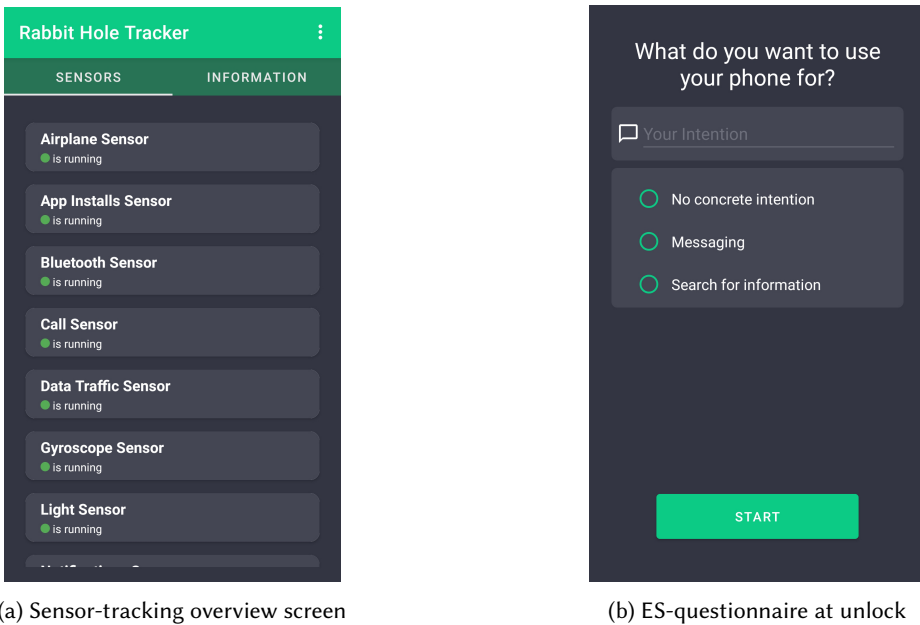 Rabbit Hole Tracker
SENSORS INFORMATION
Airplane Sensor
is running
App Installs Sensor
is running
Bluetooth Sensor
is running
Call Sensor
is running
Data Traffic Sensor
is running
Gyroscope Sensor
is running
Light Sensor
is running
(a) Sensor-tracking overview screen
What do you want to use
your phone for?
Your Intention
No concrete intention
Messaging
Search for information
START
(b) ES-questionnaire at unlock